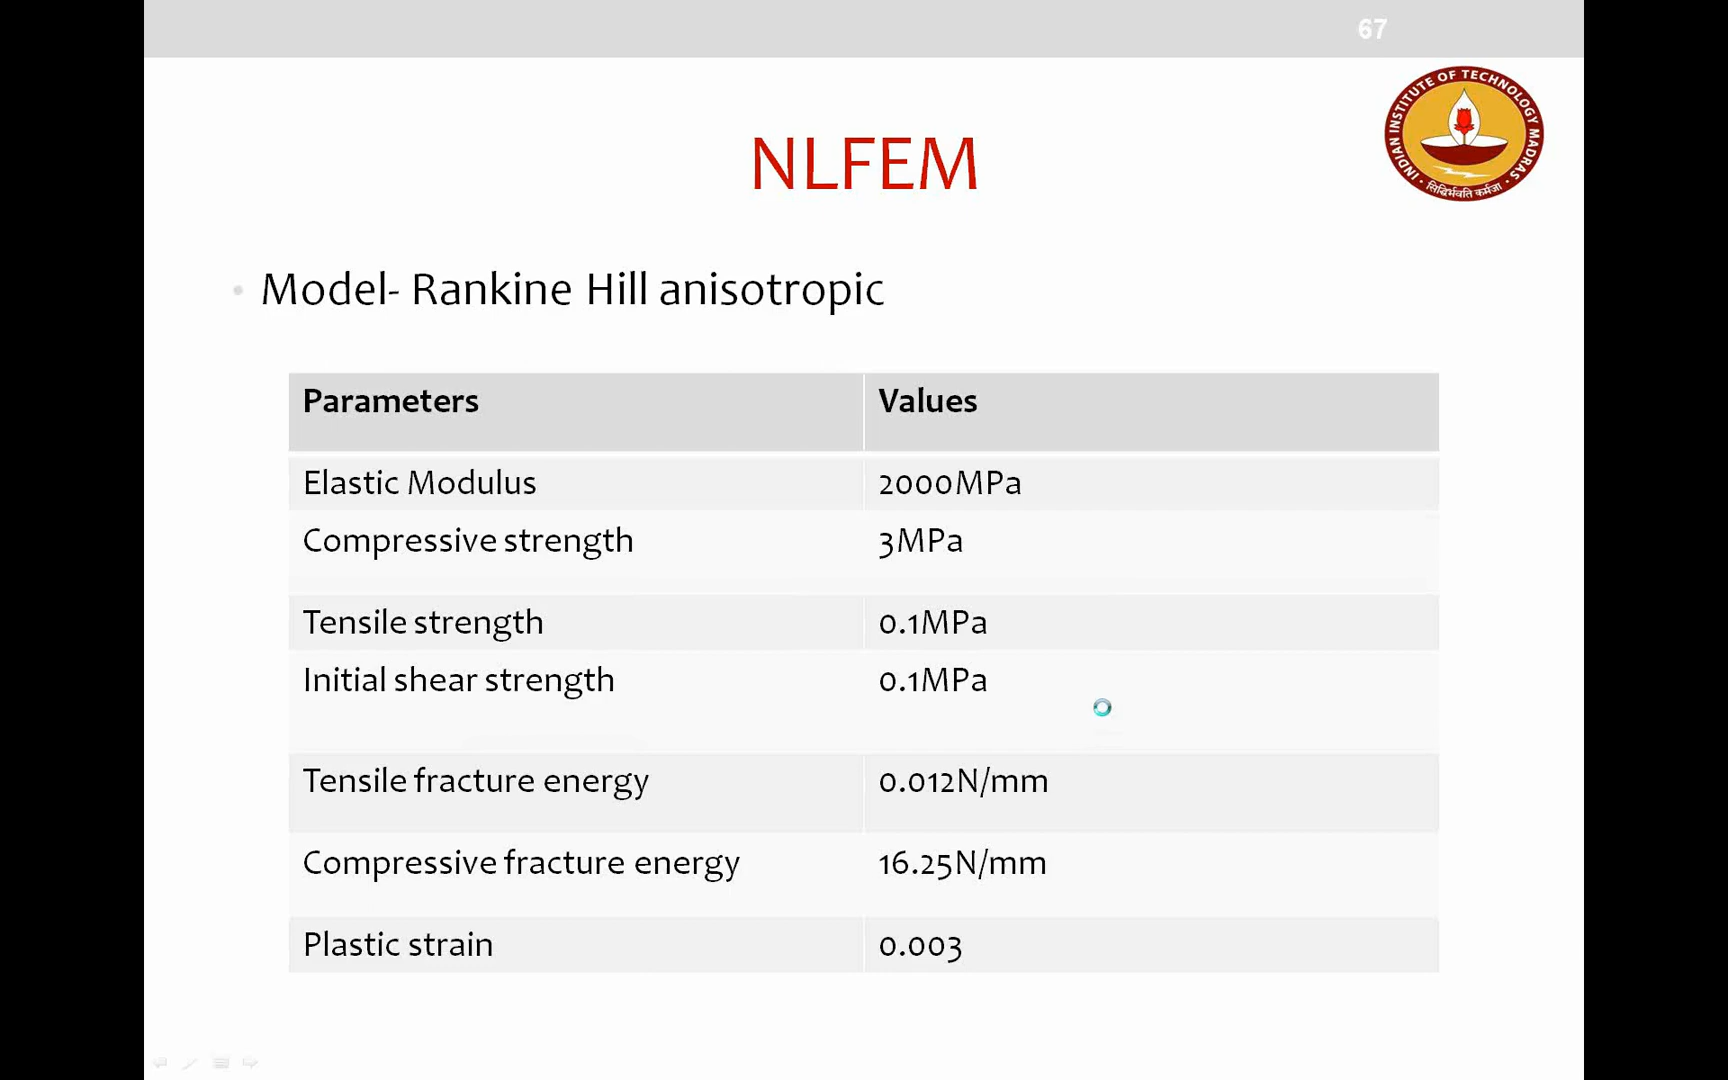 67
INDIAN INSTITUTE OF TECHNOLOGY MADRAS
सिद्धिर्भवति कर्मजा
NLFEM
• Model- Rankine Hill anisotropic
Parameters Values
Elastic Modulus 2000MPa
Compressive strength 3MPa
Tensile strength 0.1MPa
Initial shear strength 0.1MPa
Tensile fracture energy 0.012N/mm
Compressive fracture energy 16.25N/mm
Plastic strain 0.003